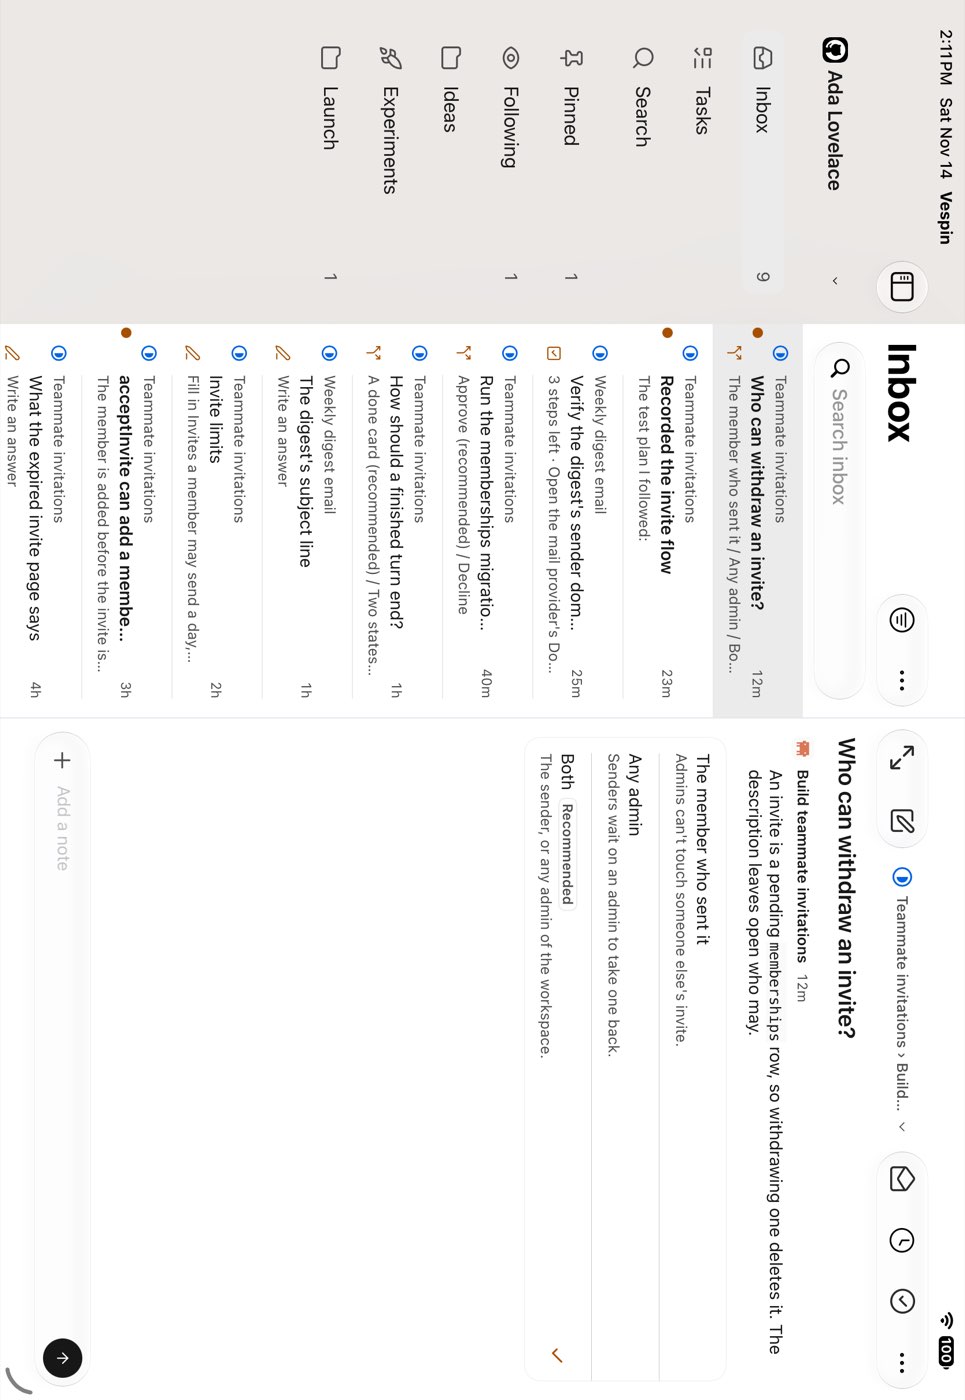 2:11 PM Sat Nov 14 Vespin
100
Ada Lovelace
Inbox 9
Tasks
Search
Pinned 1
Following 1
Ideas
Experiments
Launch 1
Inbox
Search inbox
Teammate invitations
Who can withdraw an invite? 12m
The member who sent it / Any admin / Bo...
Teammate invitations
Recorded the invite flow 23m
The test plan I followed:
Weekly digest email
Verify the digest's sender dom... 25m
3 steps left · Open the mail provider's Do...
Teammate invitations
Run the memberships migratio... 40m
Approve (recommended) / Decline
Teammate invitations
How should a finished turn end? 1h
A done card (recommended) / Two states...
Weekly digest email
The digest's subject line 1h
Write an answer
Teammate invitations
Invite limits 2h
Fill in Invites a member may send a day,...
Teammate invitations
acceptInvite can add a membe... 3h
The member is added before the invite is...
Teammate invitations
What the expired invite page says 4h
Write an answer
Teammate invitations › Build...
Who can withdraw an invite?
Build teammate invitations 12m
An invite is a pending memberships row, so withdrawing one deletes it. The
description leaves open who may.
The member who sent it
Admins can't touch someone else's invite.
Any admin
Senders wait on an admin to take one back.
Both Recommended
The sender, or any admin of the workspace.
Add a note